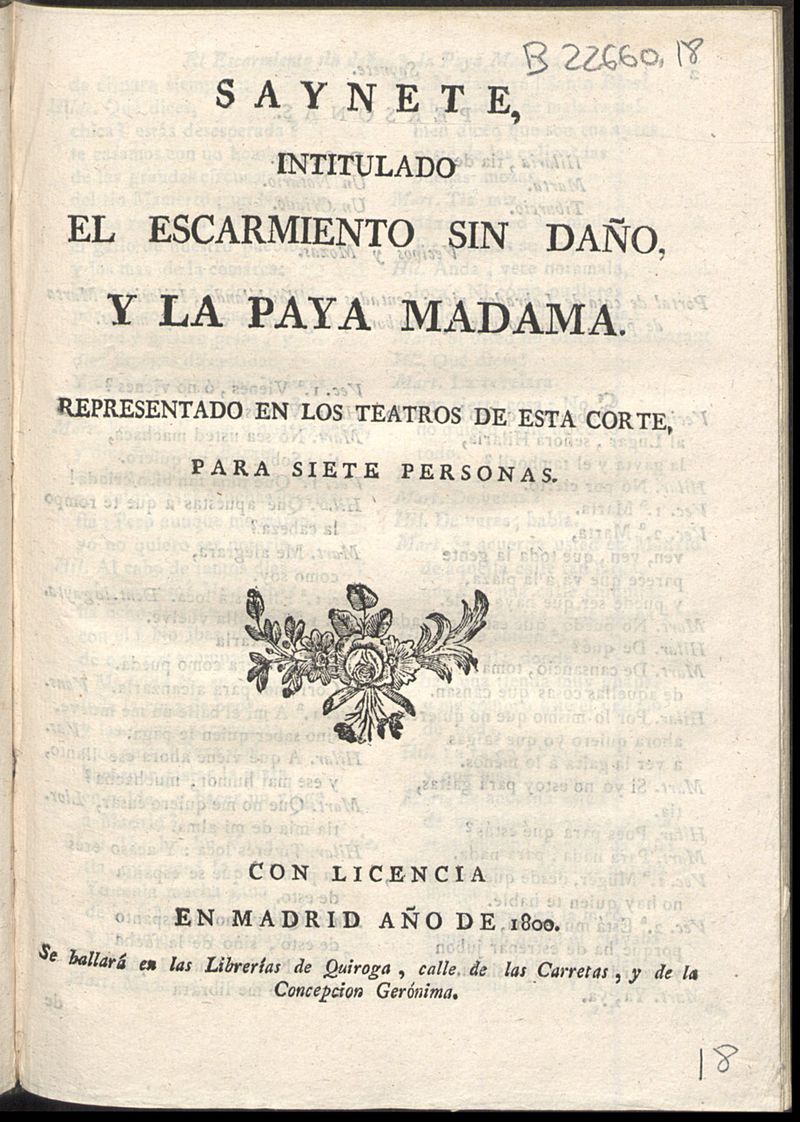 B 22660, 18
SAYNETE,
INTITULADO
EL ESCARMIENTO SIN DAÑO,
Y LA PAYA MADAMA.
REPRESENTADO EN LOS TEATROS DE ESTA CORTE,
PARA SIETE PERSONAS.
CON LICENCIA
EN MADRID AÑO DE 1800.
Se hallará en las Librerías de Quiroga, calle de las Carretas, y de la
Concepcion Gerónima.
18